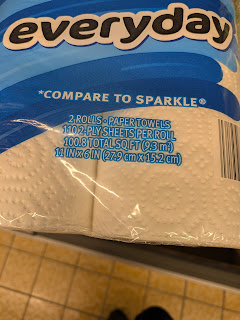 everyday
*COMPARE TO SPARKLE®
2 ROLLS - PAPER TOWELS
110 2-PLY SHEETS PER ROLL
100.8 TOTAL SQ FT (9.3 m²)
11 IN x 6 IN (27.9 cm x 15.2 cm)